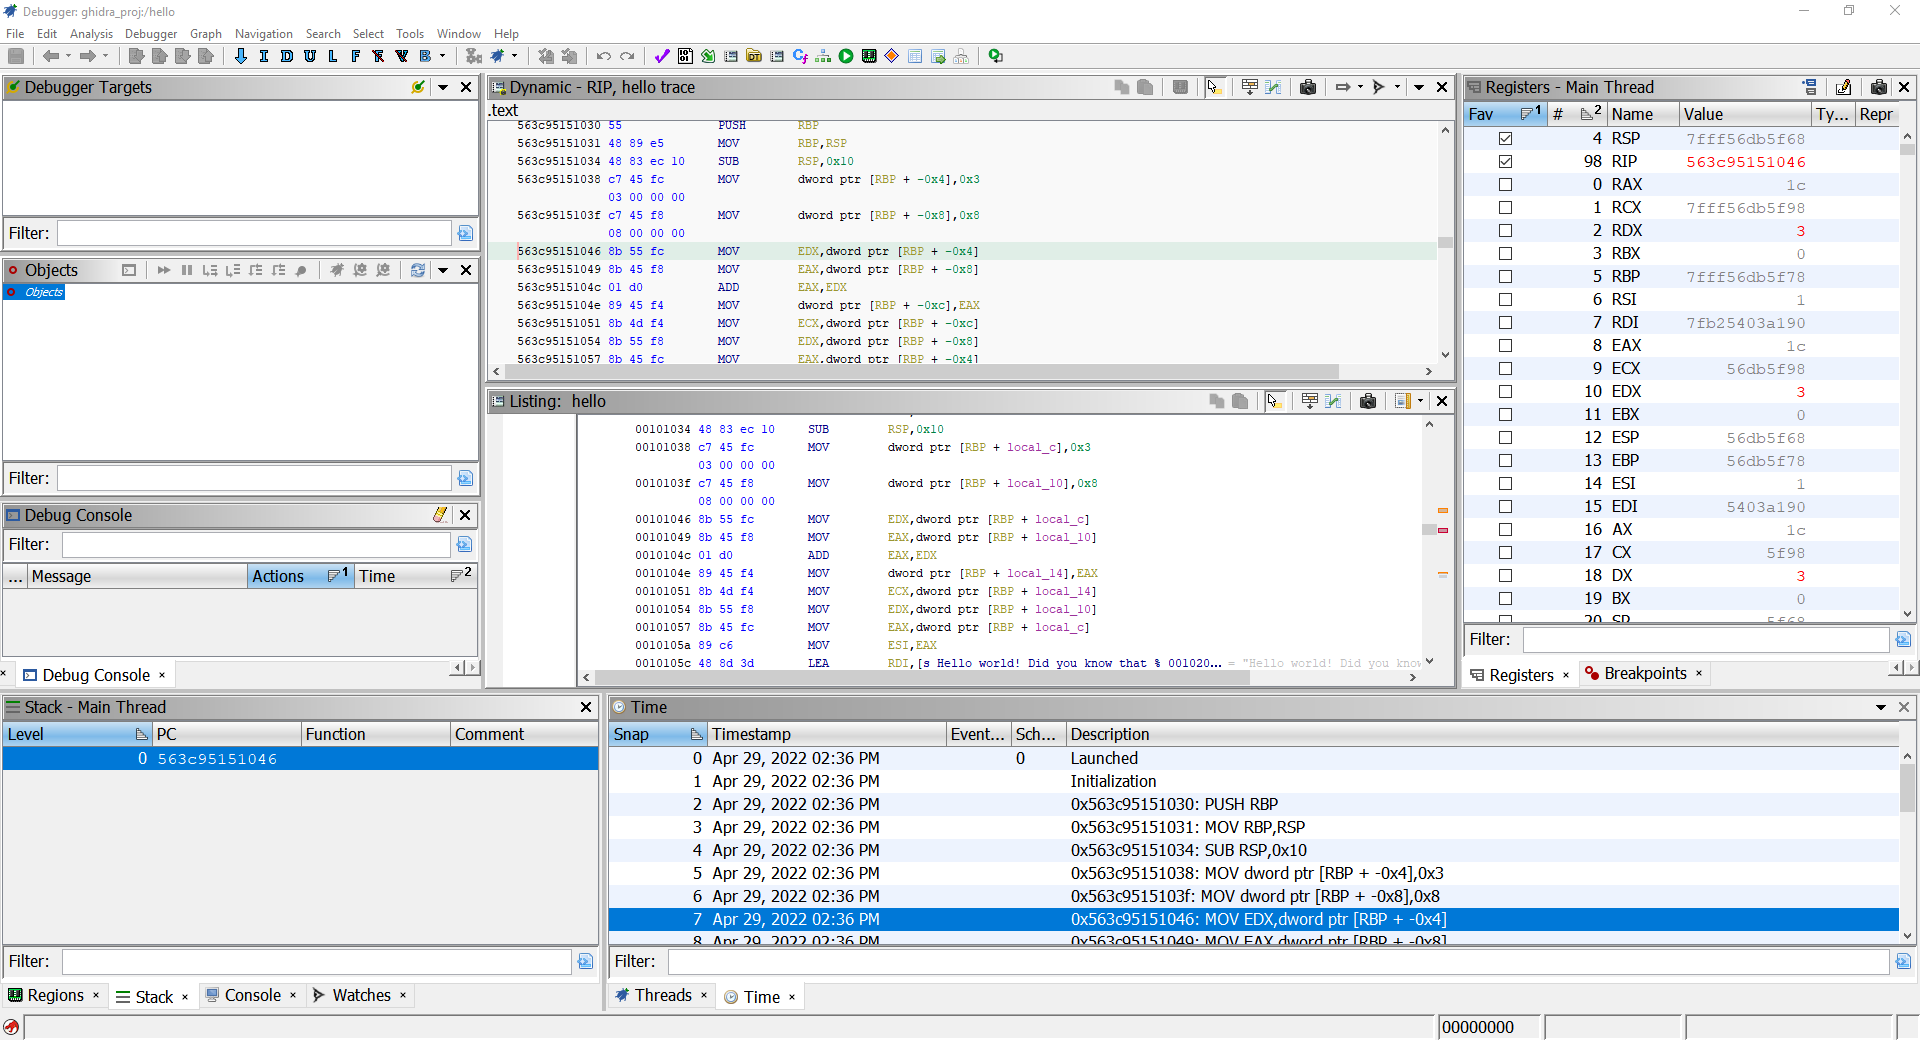 Debugger: ghidra_proj:/hello
File Edit Analysis Debugger Graph Navigation Search Select Tools Window Help
I D U L F R V B
Debugger Targets
Filter:
Objects
Objects
Filter:
Debug Console
Filter:
... Message Actions 1 Time 2
Debug Console ×
Dynamic - RIP, hello trace
.text
563c95151030 55 PUSH RBP
563c95151031 48 89 e5 MOV RBP,RSP
563c95151034 48 83 ec 10 SUB RSP,0x10
563c95151038 c7 45 fc MOV dword ptr [RBP + -0x4],0x3
03 00 00 00
563c9515103f c7 45 f8 MOV dword ptr [RBP + -0x8],0x8
08 00 00 00
563c95151046 8b 55 fc MOV EDX,dword ptr [RBP + -0x4]
563c95151049 8b 45 f8 MOV EAX,dword ptr [RBP + -0x8]
563c9515104c 01 d0 ADD EAX,EDX
563c9515104e 89 45 f4 MOV dword ptr [RBP + -0xc],EAX
563c95151051 8b 4d f4 MOV ECX,dword ptr [RBP + -0xc]
563c95151054 8b 55 f8 MOV EDX,dword ptr [RBP + -0x8]
563c95151057 8b 45 fc MOV EAX,dword ptr [RBP + -0x4]
Listing: hello
00101034 48 83 ec 10 SUB RSP,0x10
00101038 c7 45 fc MOV dword ptr [RBP + local_c],0x3
03 00 00 00
0010103f c7 45 f8 MOV dword ptr [RBP + local_10],0x8
08 00 00 00
00101046 8b 55 fc MOV EDX,dword ptr [RBP + local_c]
00101049 8b 45 f8 MOV EAX,dword ptr [RBP + local_10]
0010104c 01 d0 ADD EAX,EDX
0010104e 89 45 f4 MOV dword ptr [RBP + local_14],EAX
00101051 8b 4d f4 MOV ECX,dword ptr [RBP + local_14]
00101054 8b 55 f8 MOV EDX,dword ptr [RBP + local_10]
00101057 8b 45 fc MOV EAX,dword ptr [RBP + local_c]
0010105a 89 c6 MOV ESI,EAX
0010105c 48 8d 3d LEA RDI,[s_Hello_world!_Did_you_know_that_%_001020... = "Hello world! Did you know
Registers - Main Thread
Fav 1 # 2 Name Value Ty... Repr
4 RSP 7fff56db5f68
98 RIP 563c95151046
0 RAX 1c
1 RCX 7fff56db5f98
2 RDX 3
3 RBX 0
5 RBP 7fff56db5f78
6 RSI 1
7 RDI 7fb25403a190
8 EAX 1c
9 ECX 56db5f98
10 EDX 3
11 EBX 0
12 ESP 56db5f68
13 EBP 56db5f78
14 ESI 1
15 EDI 5403a190
16 AX 1c
17 CX 5f98
18 DX 3
19 BX 0
20 SP 5f68
Filter:
Registers × Breakpoints ×
Stack - Main Thread
Level PC Function Comment
0 563c95151046
Filter:
Regions × Stack × Console × Watches ×
Time
Snap Timestamp Event... Sch... Description
0 Apr 29, 2022 02:36 PM 0 Launched
1 Apr 29, 2022 02:36 PM Initialization
2 Apr 29, 2022 02:36 PM 0x563c95151030: PUSH RBP
3 Apr 29, 2022 02:36 PM 0x563c95151031: MOV RBP,RSP
4 Apr 29, 2022 02:36 PM 0x563c95151034: SUB RSP,0x10
5 Apr 29, 2022 02:36 PM 0x563c95151038: MOV dword ptr [RBP + -0x4],0x3
6 Apr 29, 2022 02:36 PM 0x563c9515103f: MOV dword ptr [RBP + -0x8],0x8
7 Apr 29, 2022 02:36 PM 0x563c95151046: MOV EDX,dword ptr [RBP + -0x4]
8 Apr 29, 2022 02:36 PM 0x563c95151049: MOV EAX,dword ptr [RBP + -0x8]
Filter:
Threads × Time ×
00000000